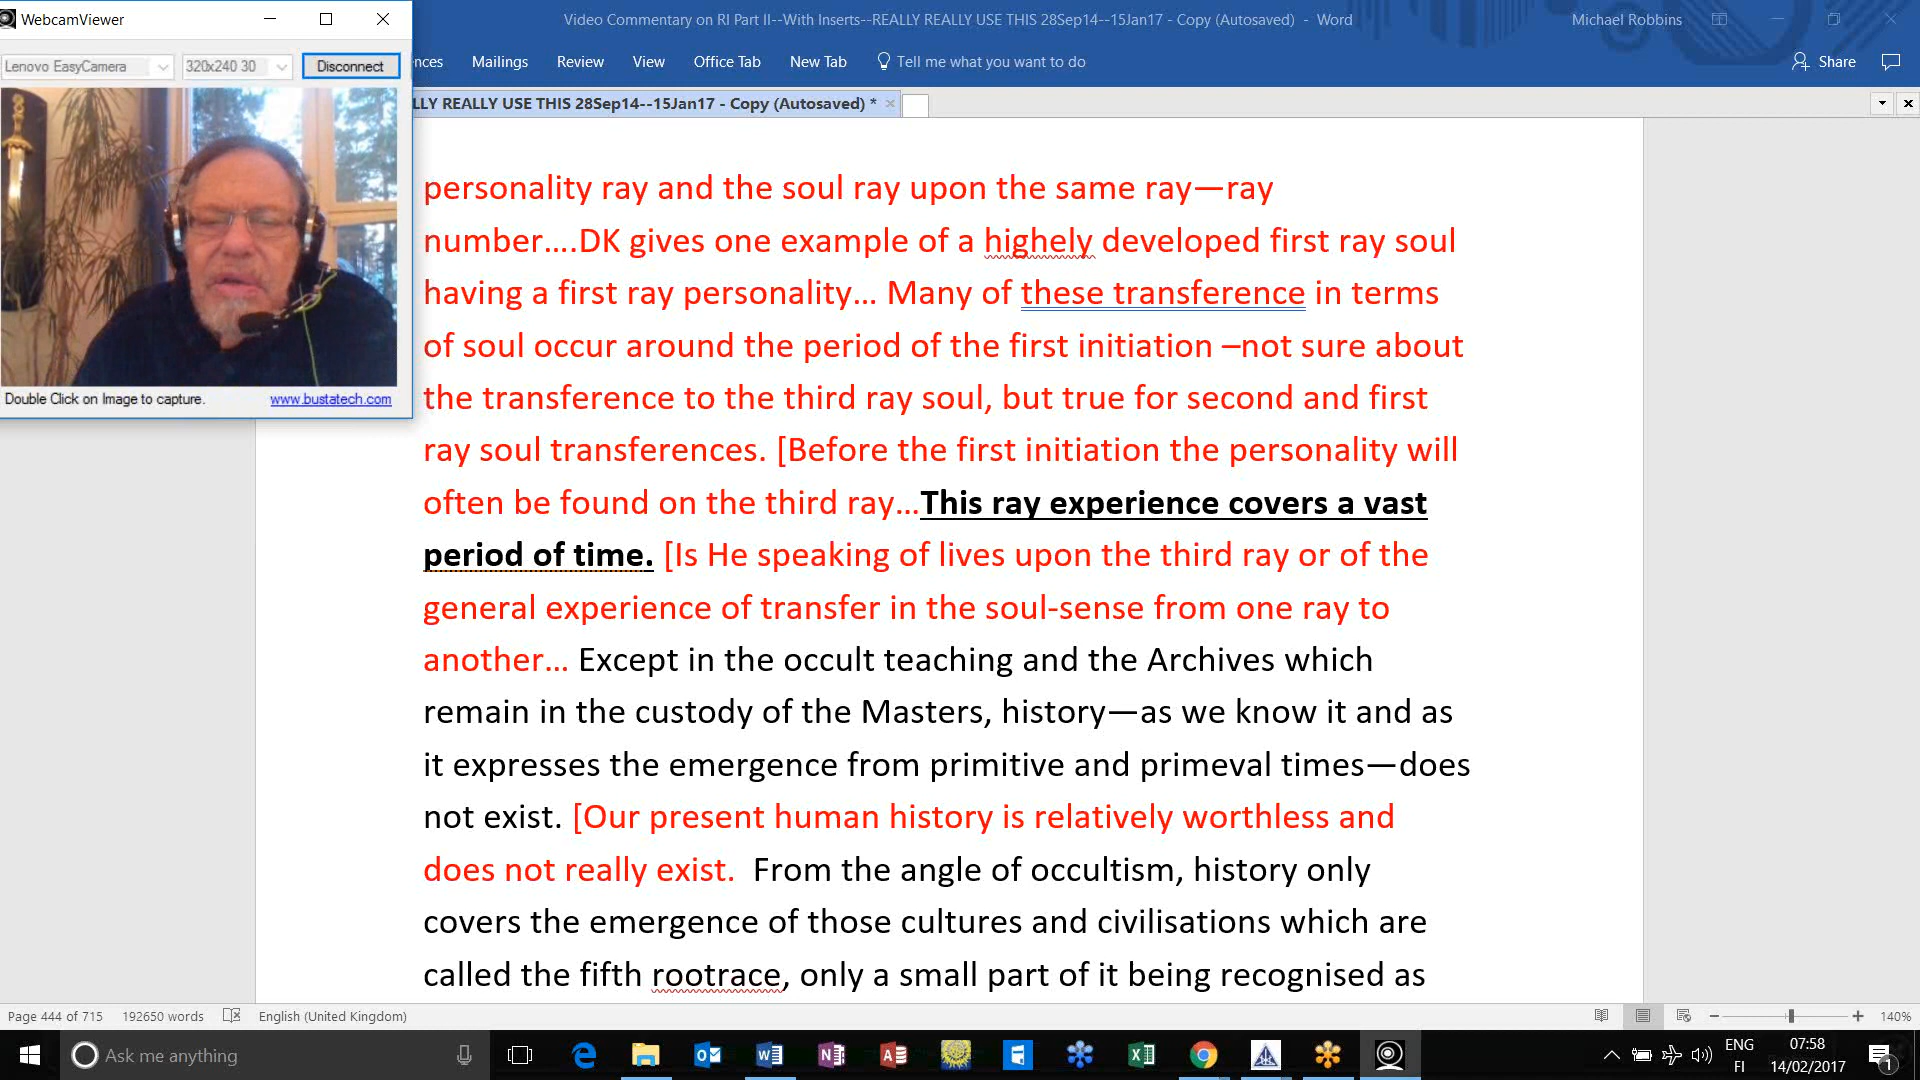 WebcamViewer
Video Commentary on RI Part II--With Inserts--REALLY REALLY USE THIS 28Sep14--15Jan17 - Copy (Autosaved) - Word
Michael Robbins
Lenovo EasyCamera
320x240 30
Disconnect
nces
Mailings
Review
View
Office Tab
New Tab
Tell me what you want to do
Share
LLY REALLY USE THIS 28Sep14--15Jan17 - Copy (Autosaved) *
personality ray and the soul ray upon the same ray—ray
number….DK gives one example of a highely developed first ray soul
having a first ray personality… Many of these transference in terms
of soul occur around the period of the first initiation –not sure about
the transference to the third ray soul, but true for second and first
ray soul transferences. [Before the first initiation the personality will
often be found on the third ray…This ray experience covers a vast
period of time. [Is He speaking of lives upon the third ray or of the
general experience of transfer in the soul-sense from one ray to
another… Except in the occult teaching and the Archives which
remain in the custody of the Masters, history—as we know it and as
it expresses the emergence from primitive and primeval times—does
not exist. [Our present human history is relatively worthless and
does not really exist.  From the angle of occultism, history only
covers the emergence of those cultures and civilisations which are
called the fifth rootrace, only a small part of it being recognised as
Double Click on Image to capture.
www.bustatech.com
Page 444 of 715
192650 words
English (United Kingdom)
140%
Ask me anything
ENG
FI
07:58
14/02/2017
1